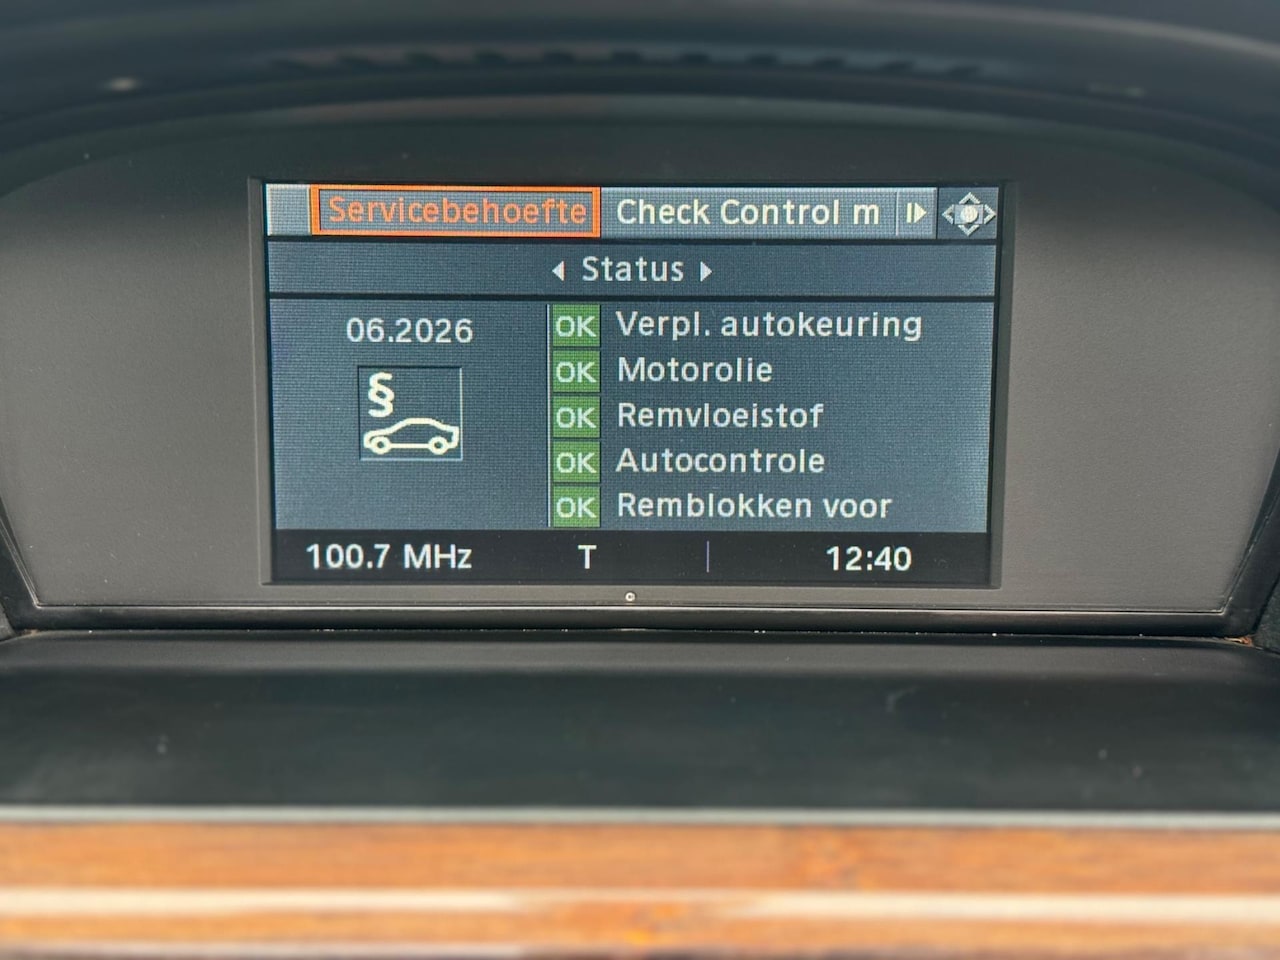 Servicebehoefte Check Control m
Status
06.2026
§
OK Verpl. autokeuring
OK Motorolie
OK Remvloeistof
OK Autocontrole
OK Remblokken voor
100.7 MHz T 12:40